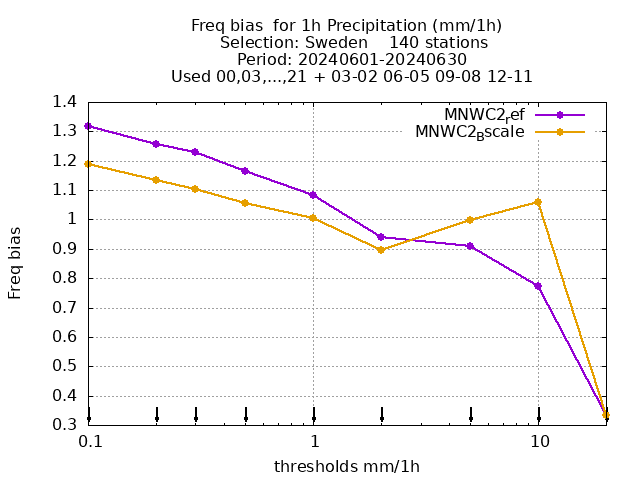 Freq bias  for 1h Precipitation (mm/1h)
Selection: Sweden    140 stations
Period: 20240601-20240630
Used 00,03,...,21 + 03-02 06-05 09-08 12-11
MNWC2_ref
MNWC2_Bscale
1.4
1.3
1.2
1.1
1
0.9
0.8
0.7
0.6
0.5
0.4
0.3
Freq bias
0.1 1 10
thresholds mm/1h